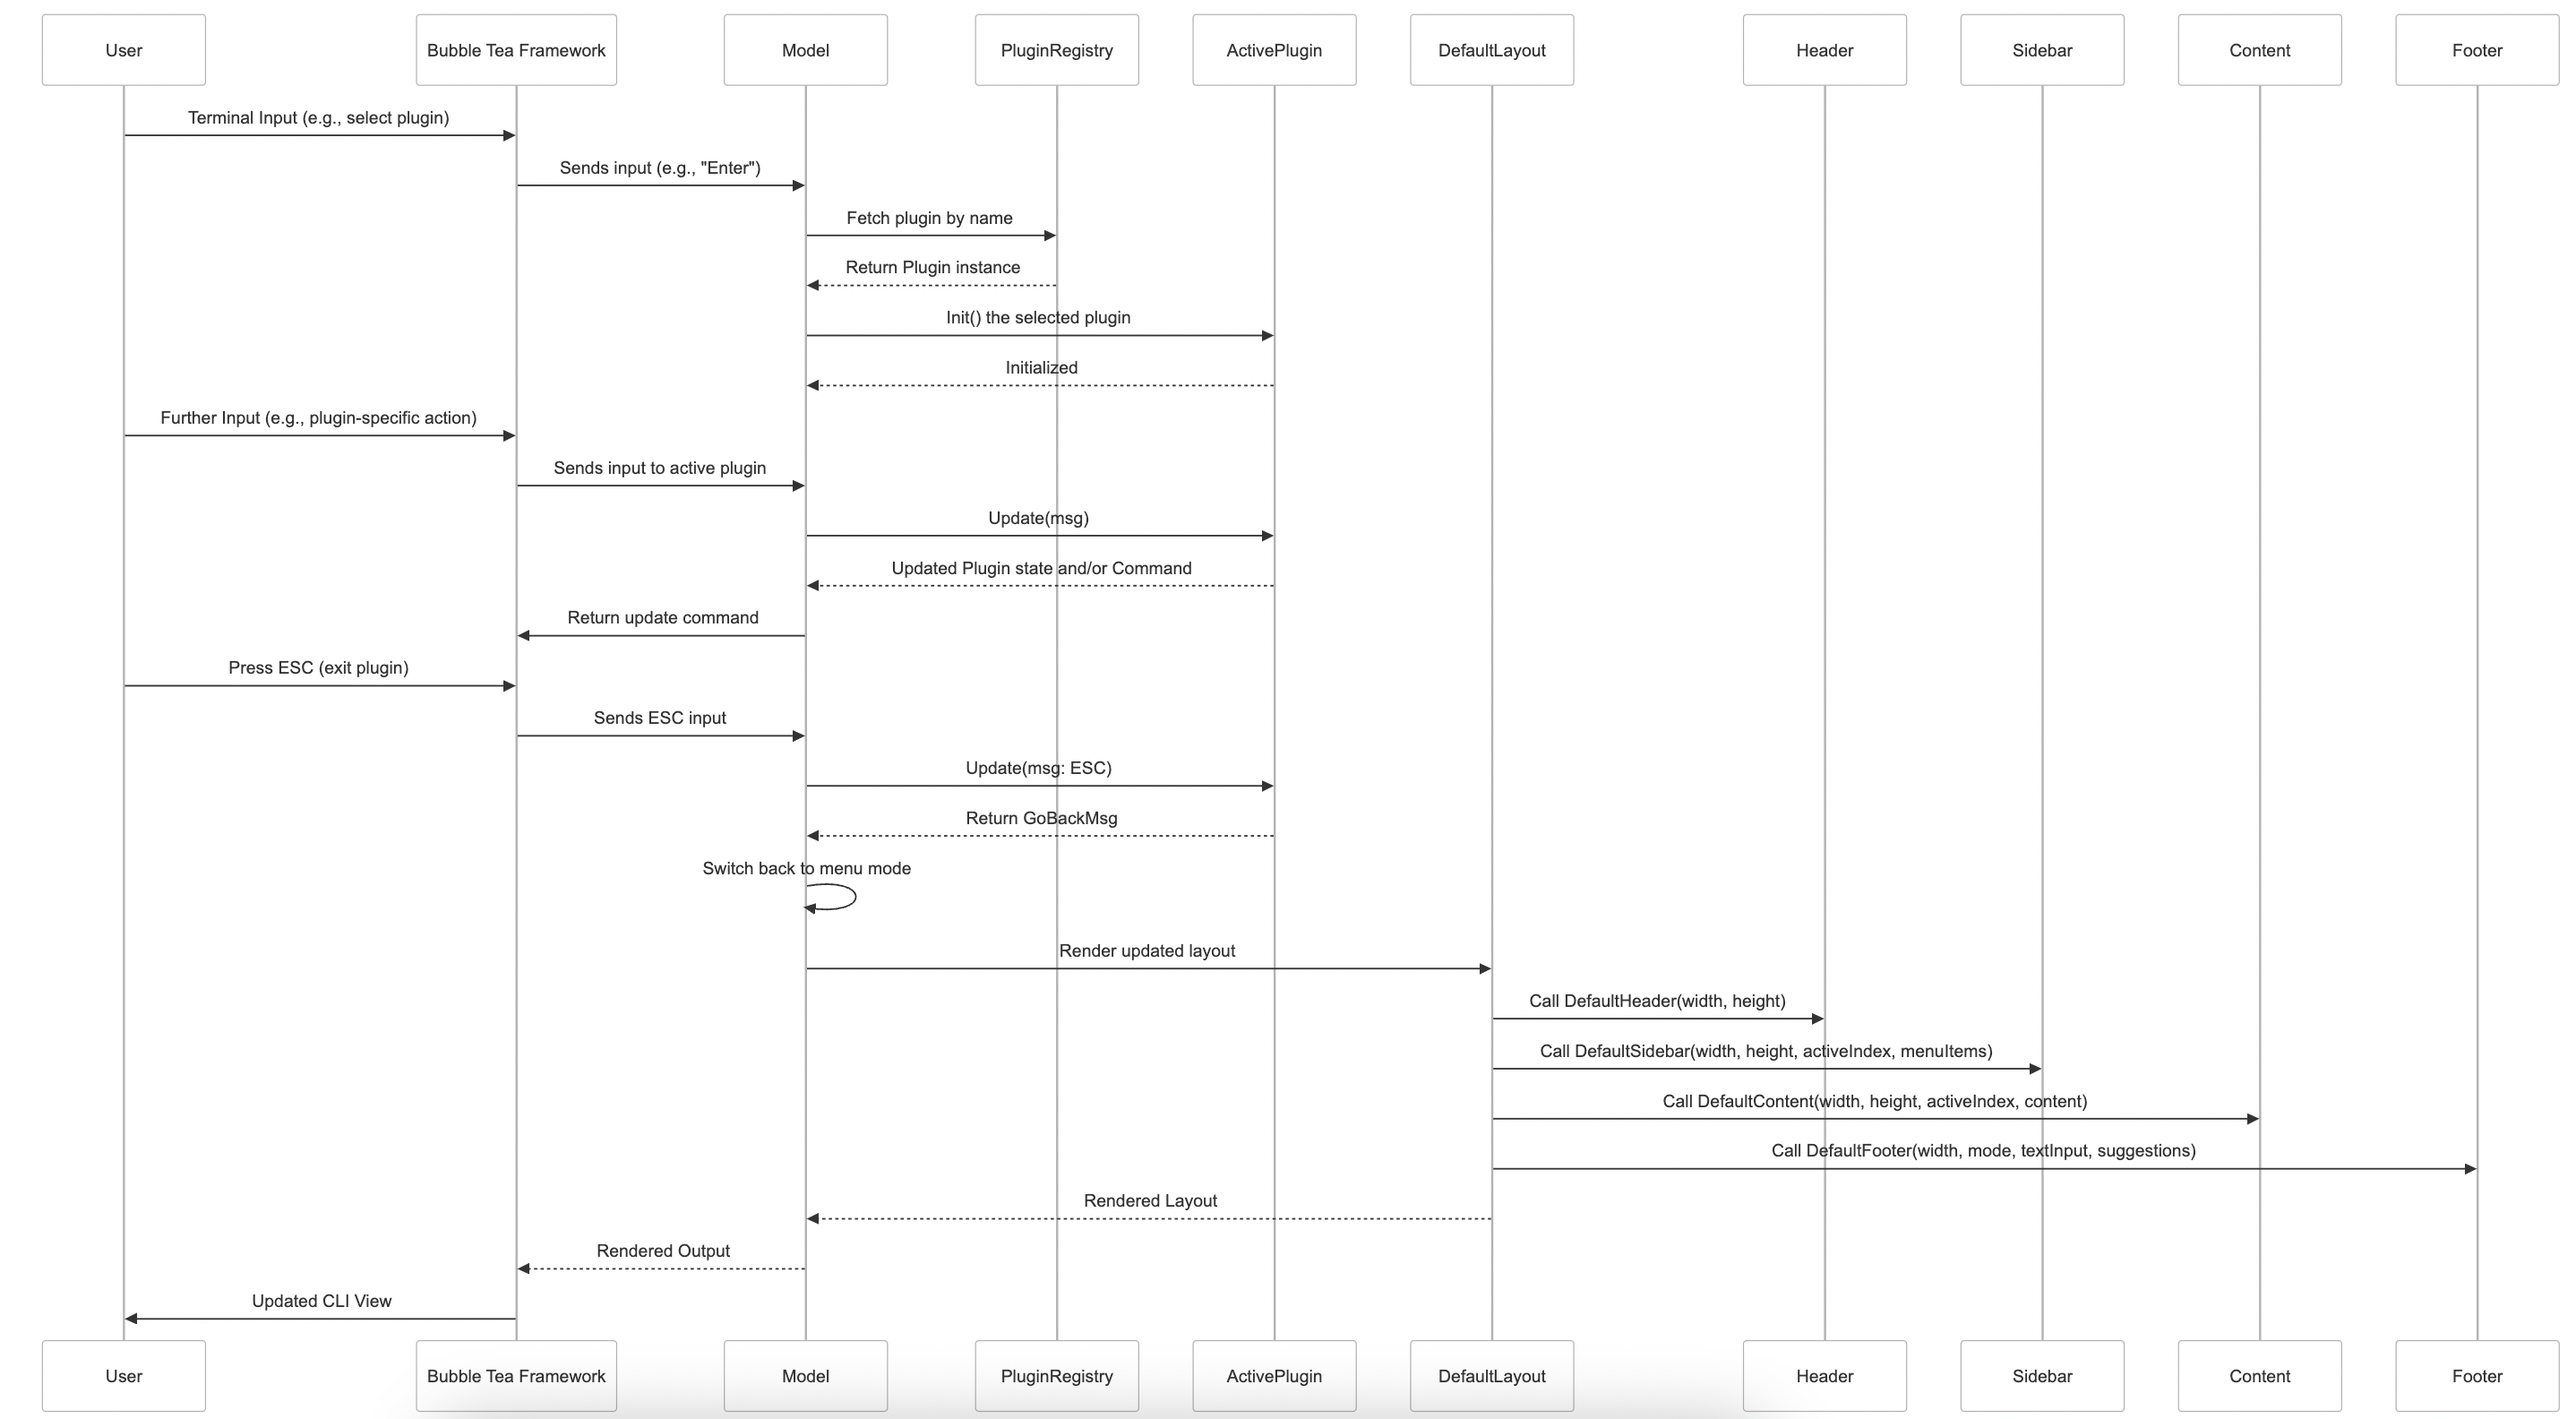 User
Bubble Tea Framework
Model
PluginRegistry
ActivePlugin
DefaultLayout
Header
Sidebar
Content
Footer
Terminal Input (e.g., select plugin)
Sends input (e.g., "Enter")
Fetch plugin by name
Return Plugin instance
Init() the selected plugin
Initialized
Further Input (e.g., plugin-specific action)
Sends input to active plugin
Update(msg)
Updated Plugin state and/or Command
Return update command
Press ESC (exit plugin)
Sends ESC input
Update(msg: ESC)
Return GoBackMsg
Switch back to menu mode
Render updated layout
Call DefaultHeader(width, height)
Call DefaultSidebar(width, height, activeIndex, menuItems)
Call DefaultContent(width, height, activeIndex, content)
Call DefaultFooter(width, mode, textInput, suggestions)
Rendered Layout
Rendered Output
Updated CLI View
User
Bubble Tea Framework
Model
PluginRegistry
ActivePlugin
DefaultLayout
Header
Sidebar
Content
Footer